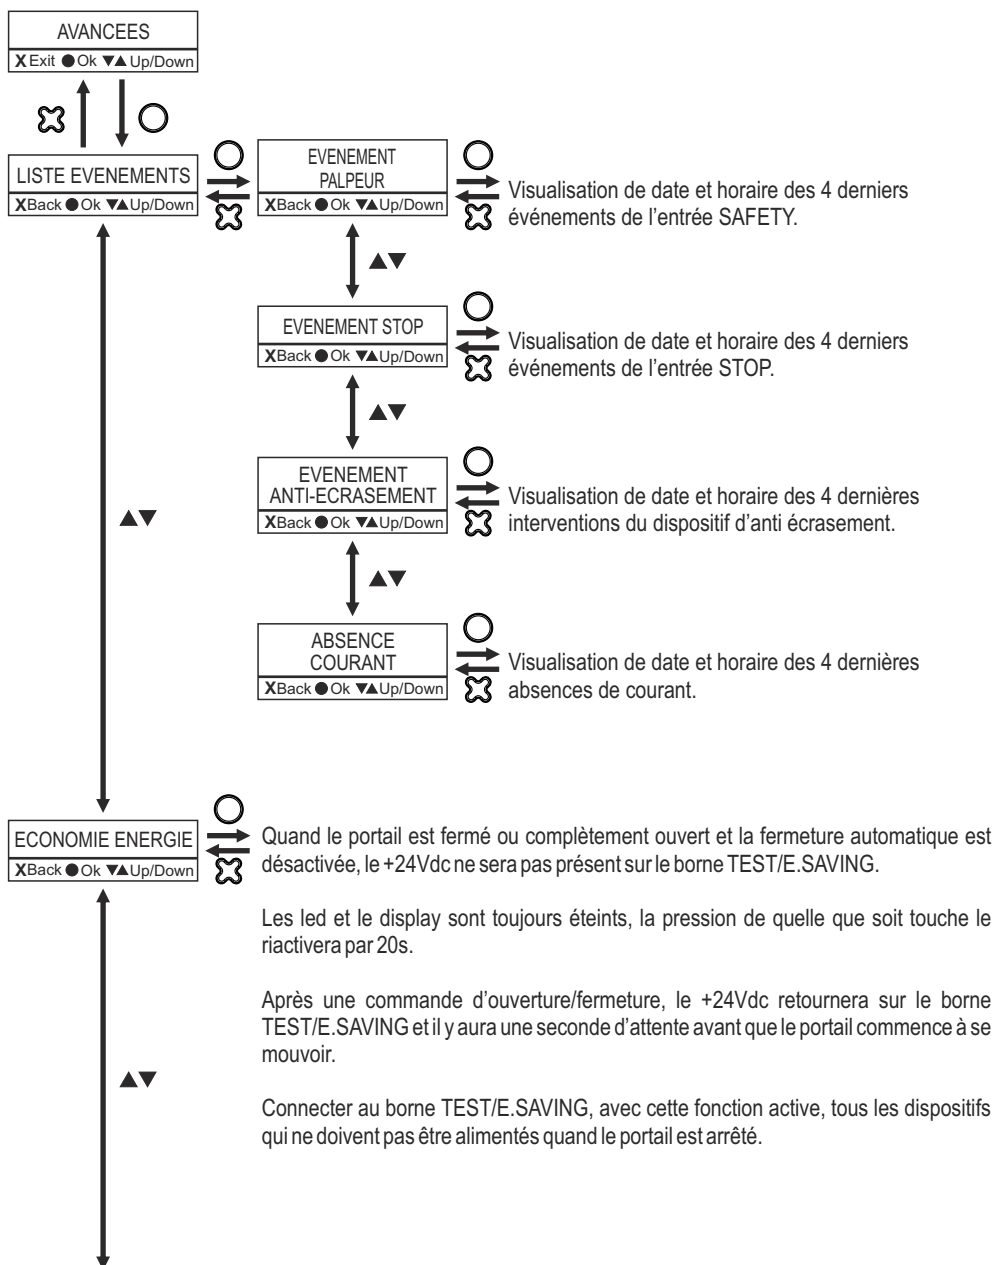 AVANCEES
X Exit ● Ok ▼▲ Up/Down
LISTE EVENEMENTS
XBack ● Ok ▼▲Up/Down
EVENEMENT
PALPEUR
XBack ● Ok ▼▲Up/Down
Visualisation de date et horaire des 4 derniers
événements de l’entrée SAFETY.
▲▼
EVENEMENT STOP
XBack ● Ok ▼▲Up/Down
Visualisation de date et horaire des 4 derniers
événements de l’entrée STOP.
▲▼
EVENEMENT
ANTI-ECRASEMENT
XBack ● Ok ▼▲Up/Down
Visualisation de date et horaire des 4 dernières
interventions du dispositif d’anti écrasement.
▲▼
▲▼
ABSENCE
COURANT
XBack ● Ok ▼▲Up/Down
Visualisation de date et horaire des 4 dernières
absences de courant.
ECONOMIE ENERGIE
XBack ● Ok ▼▲Up/Down
Quand le portail est fermé ou complètement ouvert et la fermeture automatique est
désactivée, le +24Vdc ne sera pas présent sur le borne TEST/E.SAVING.
Les led et le display sont toujours éteints, la pression de quelle que soit touche le
riactivera par 20s.
Après une commande d’ouverture/fermeture, le +24Vdc retournera sur le borne
TEST/E.SAVING et il y aura une seconde d’attente avant que le portail commence à se
mouvoir.
▲▼
Connecter au borne TEST/E.SAVING, avec cette fonction active, tous les dispositifs
qui ne doivent pas être alimentés quand le portail est arrêté.